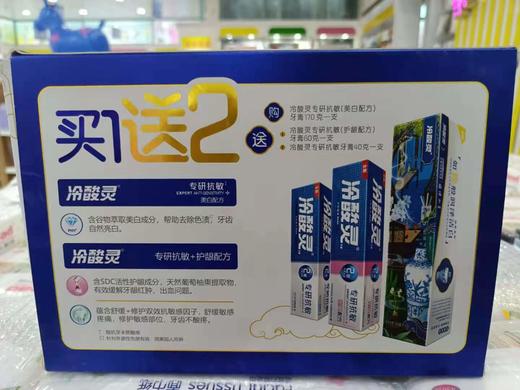 买1送2
购 冷酸灵专研抗敏(美白配方)
牙膏170克一支
送 冷酸灵专研抗敏(护龈配方)
牙膏60克一支
冷酸灵专研抗敏牙膏40克一支
冷酸灵 专研抗敏
EXPERT ANTI-SENSITIVITY +
美白配方
含谷物萃取美白成分，帮助去除色渍，牙齿
自然亮白。
冷酸灵 专研抗敏+护龈配方
含SDC活性护龈成分，天然葡萄柚果提取物，
有效缓解牙龈红肿、出血问题。
蕴含舒缓+修护双效抗敏感因子，舒缓敏感
疼痛，修护敏感部位，牙齿不酸疼。
冷酸灵
专研抗敏
冷酸灵
专研抗敏
冷酸灵